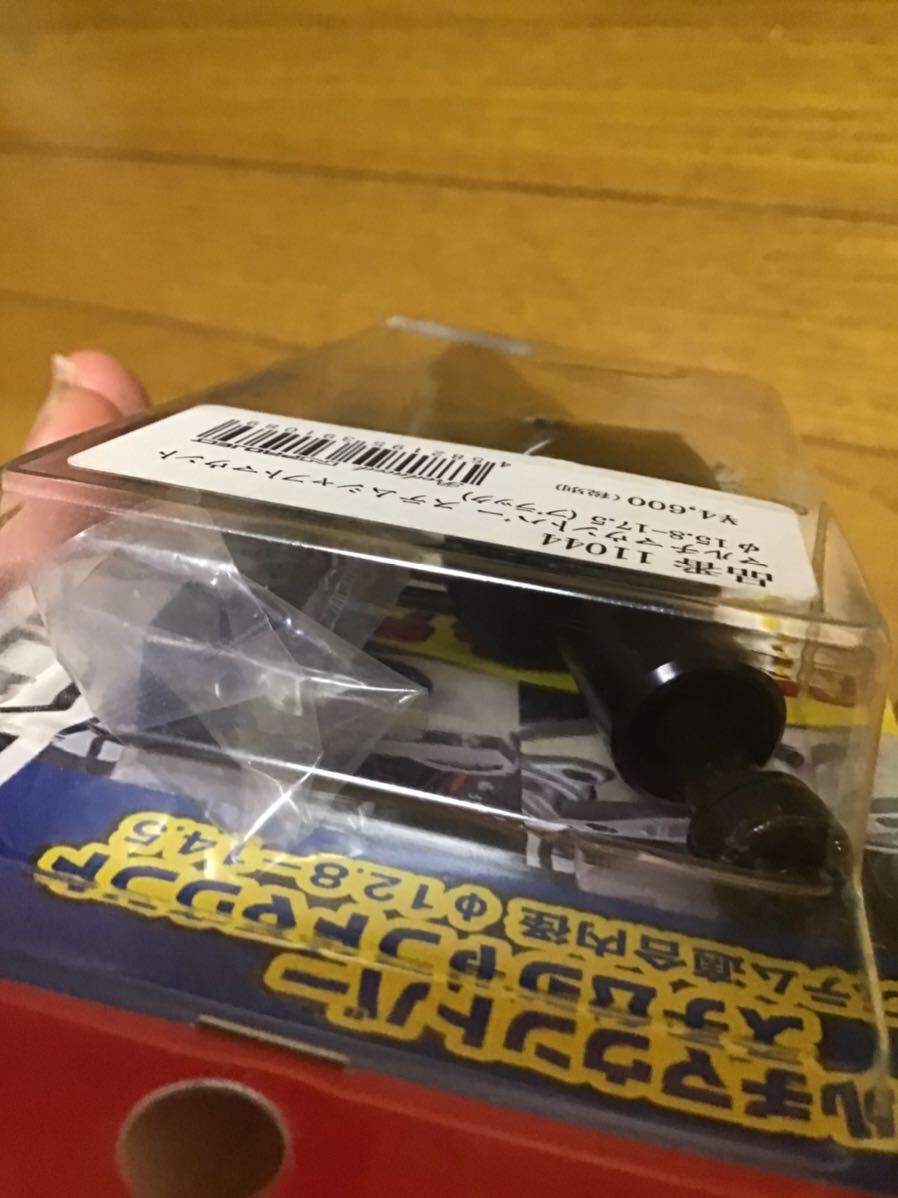 品番 11044
マルチマウントバー ステムシャフトマウント
φ15.8-17.5 (ブラック)
¥4,600 (税別)
4 582195 391689
マルチマウントバー
ステムシャフトマウント
ステム適合内径 φ12.8-14.5